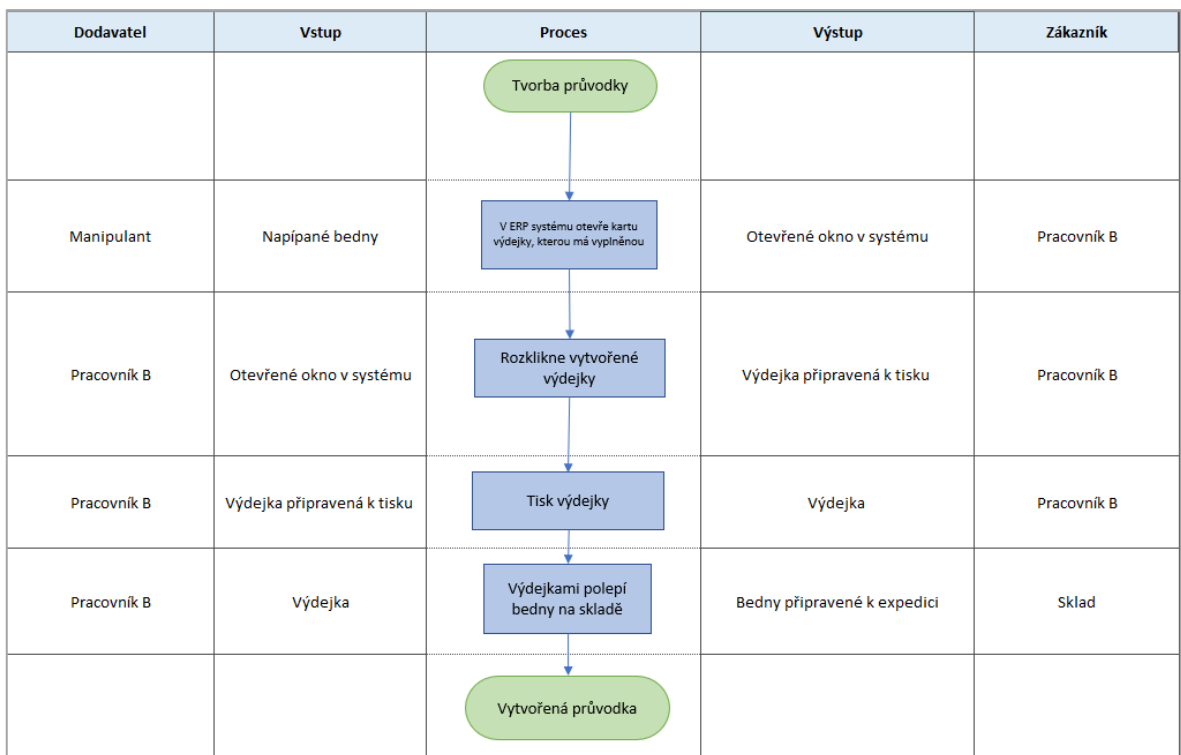 Dodavatel Vstup Proces Výstup Zákazník
Tvorba průvodky
Manipulant
Napípané bedny
V ERP systému otevře kartu
výdejky, kterou má vyplněnou
Otevřené okno v systému
Pracovník B
Pracovník B
Otevřené okno v systému
Rozklikne vytvořené
výdejky
Výdejka připravená k tisku
Pracovník B
Pracovník B
Výdejka připravená k tisku
Tisk výdejky
Výdejka
Pracovník B
Pracovník B
Výdejka
Výdejkami polepí
bedny na skladě
Bedny připravené k expedici
Sklad
Vytvořená průvodka